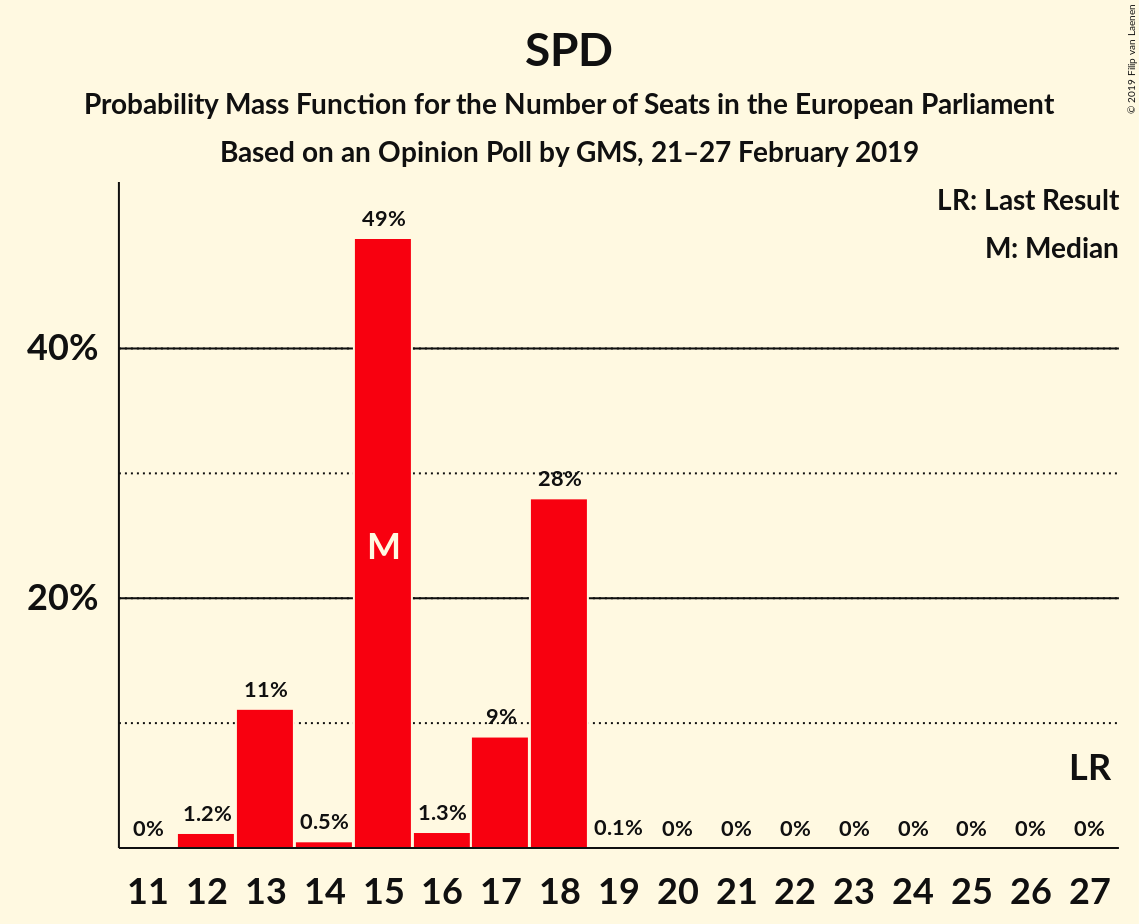 SPD
Probability Mass Function for the Number of Seats in the European Parliament
Based on an Opinion Poll by GMS, 21–27 February 2019
© 2019 Filip van Laenen
LR: Last Result
M: Median
49%
40%
28%
M
20%
11%
9%
LR
0% 1.2% 0.5% 1.3% 0.1% 0% 0% 0% 0% 0% 0% 0% 0%
11 12 13 14 15 16 17 18 19 20 21 22 23 24 25 26 27